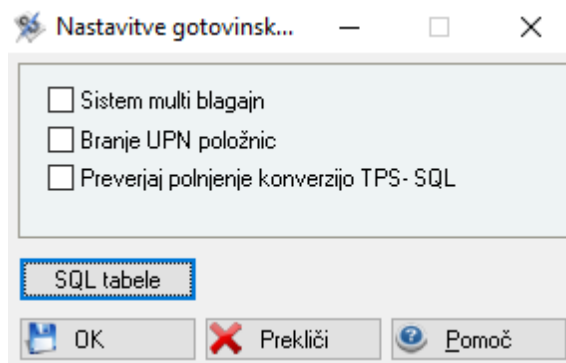 Nastavitve gotovinsk...
Sistem multi blagajn
Branje UPN položnic
Preverjaj polnjenje konverzijo TPS- SQL
SQL tabele
OK Prekliči Pomoč